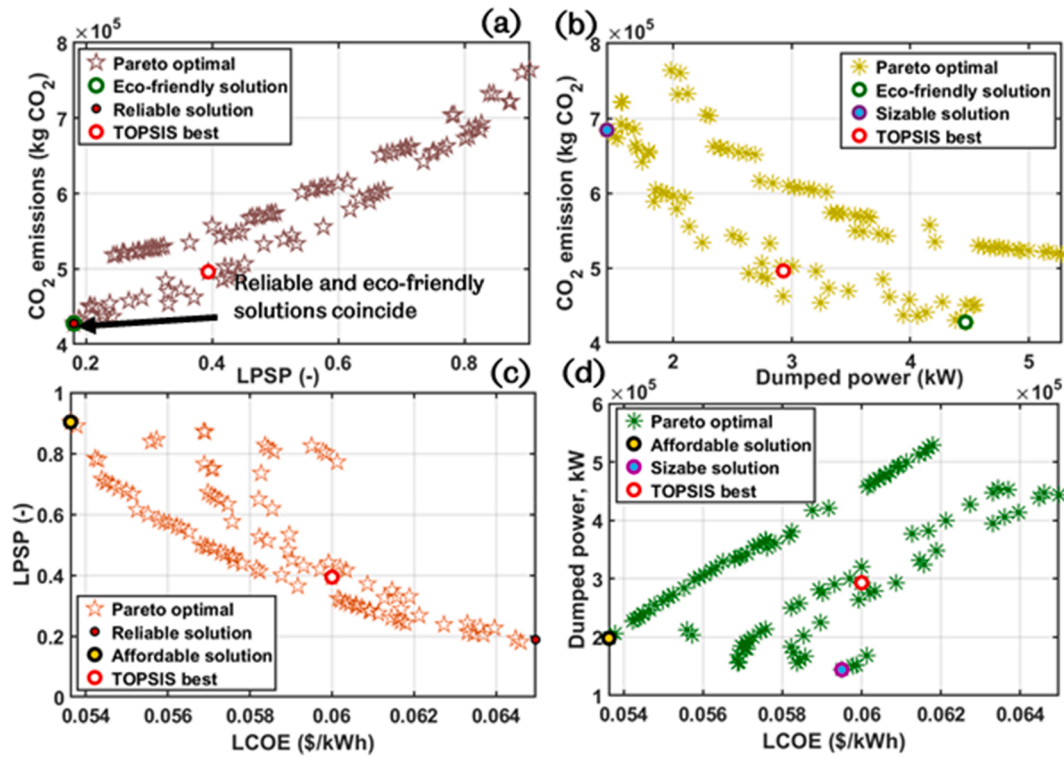 (a)
×10⁵
8
7
6
5
4
CO₂ emissions (kg CO₂)
Pareto optimal
Eco-friendly solution
Reliable solution
TOPSIS best
Reliable and eco-friendly
solutions coincide
0.2 0.4 0.6 0.8
LPSP (-)
(b)
×10⁵
8
7
6
5
4
CO₂ emission (kg CO₂)
Pareto optimal
Eco-friendly solution
Sizable solution
TOPSIS best
2 3 4 5
Dumped power (kW)
×10⁵
(c)
1
0.8
0.6
0.4
0.2
0
LPSP (-)
Pareto optimal
Reliable solution
Affordable solution
TOPSIS best
0.054 0.056 0.058 0.06 0.062 0.064
LCOE ($/kWh)
(d)
×10⁵
6
5
4
3
2
1
Dumped power, kW
Pareto optimal
Affordable solution
Sizabe solution
TOPSIS best
0.054 0.056 0.058 0.06 0.062 0.064
LCOE ($/kWh)